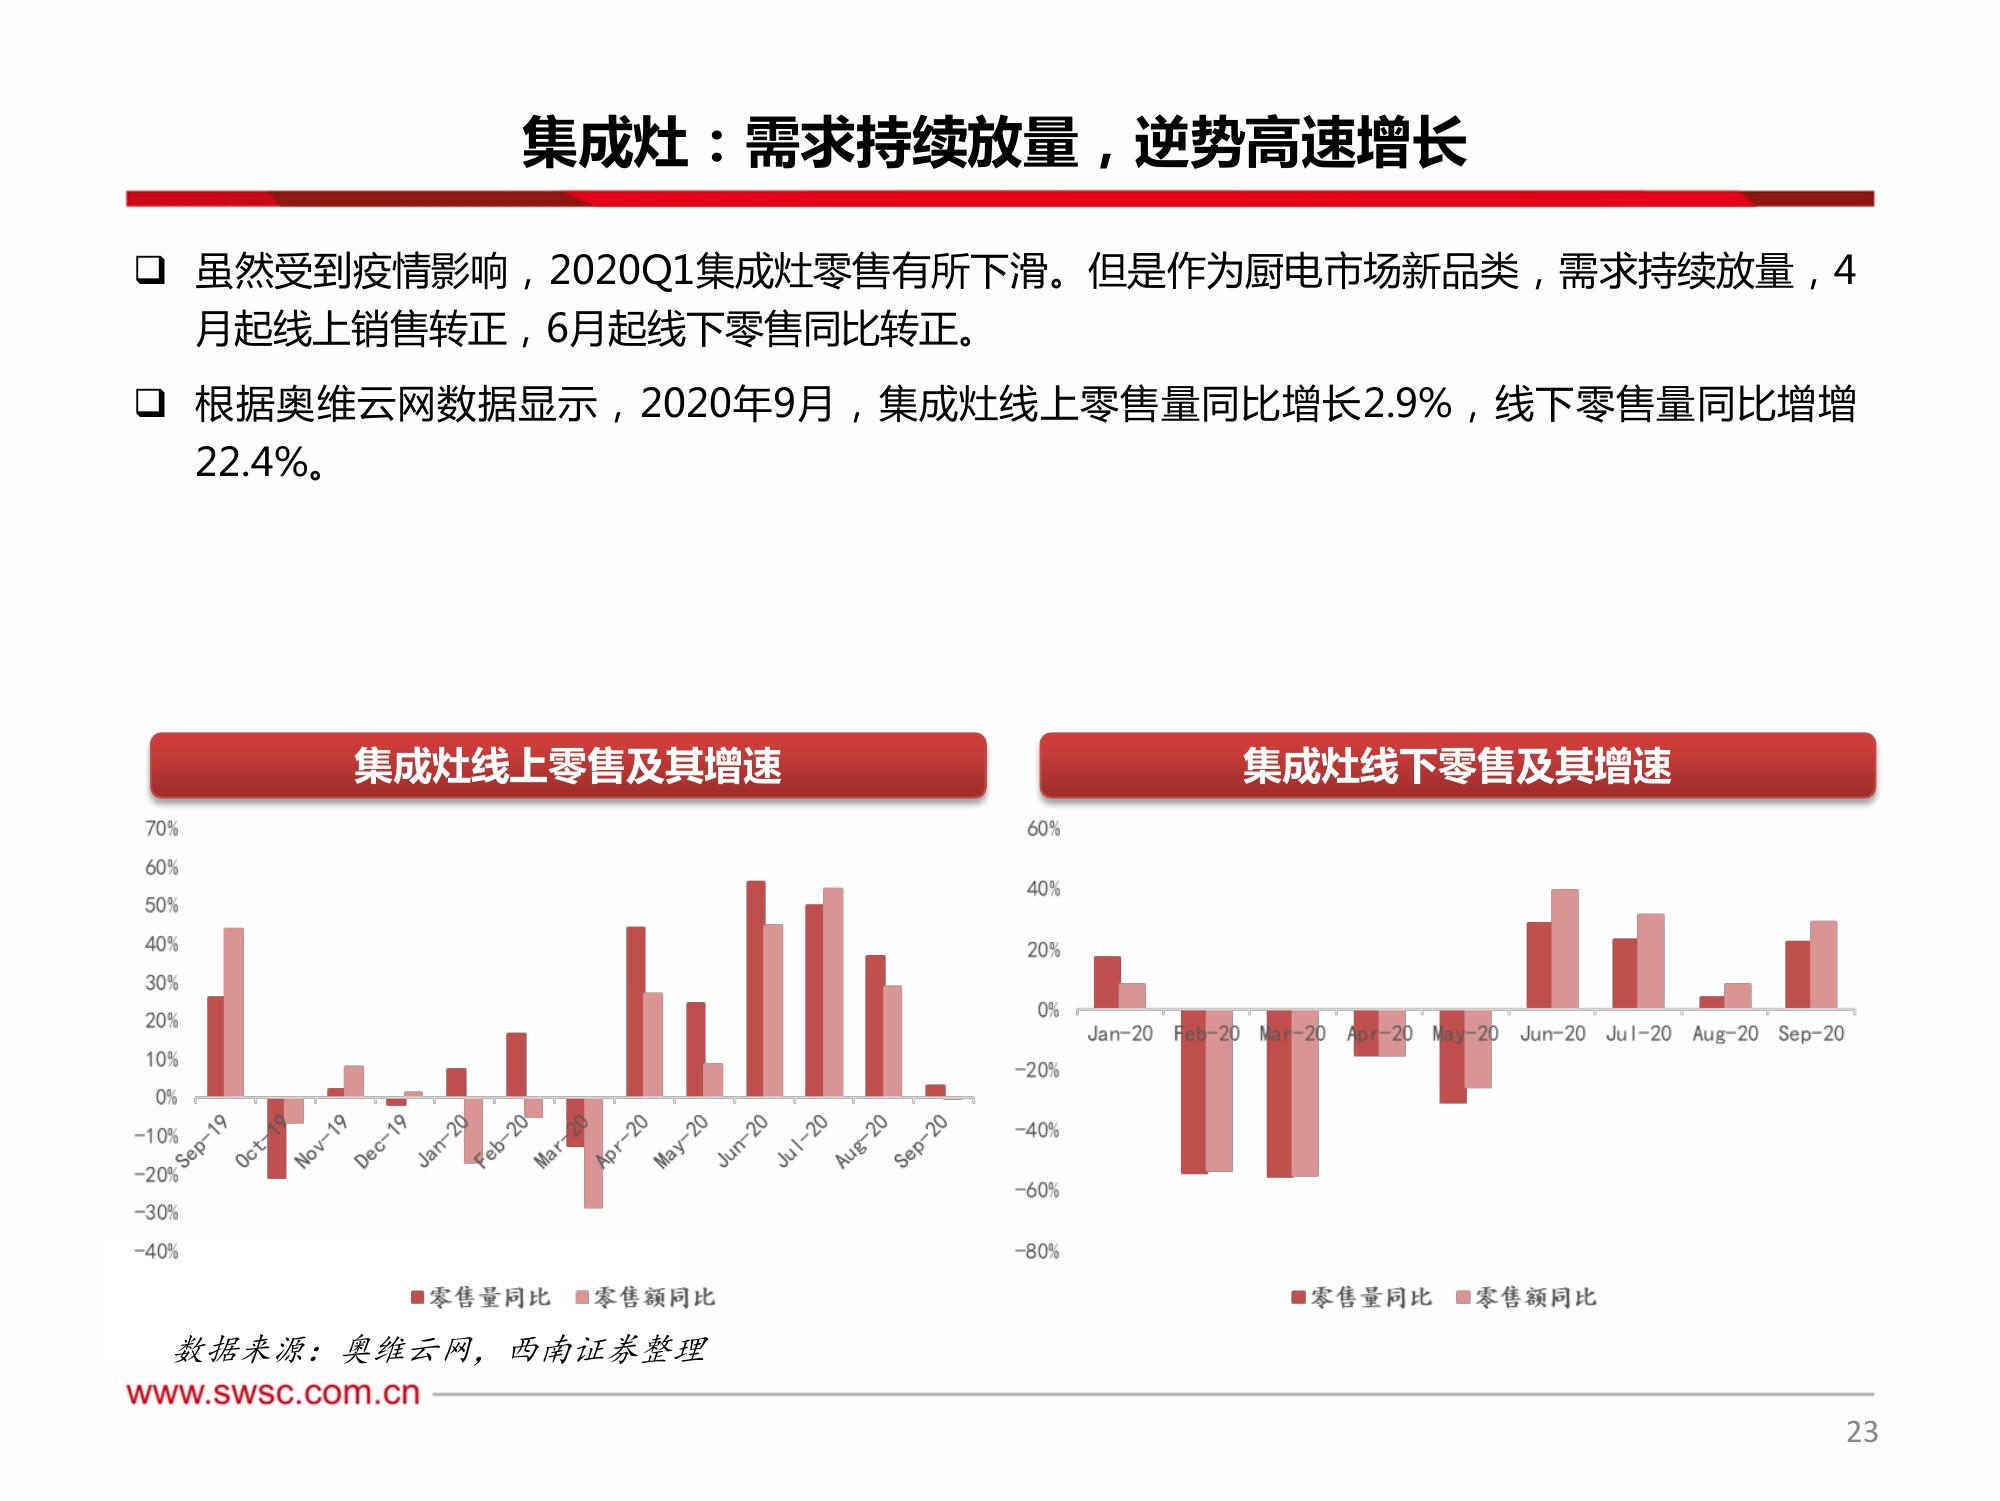 集成灶：需求持续放量，逆势高速增长
虽然受到疫情影响，2020Q1集成灶零售有所下滑。但是作为厨电市场新品类，需求持续放量，4
月起线上销售转正，6月起线下零售同比转正。
根据奥维云网数据显示，2020年9月，集成灶线上零售量同比增长2.9%，线下零售量同比增增
22.4%。
集成灶线上零售及其增速
70%
60%
50%
40%
30%
20%
10%
0%
-10%
-20%
-30%
-40%
Sep-19 Oct-19 Nov-19 Dec-19 Jan-20 Feb-20 Mar-20 Apr-20 May-20 Jun-20 Jul-20 Aug-20 Sep-20
零售量同比 零售额同比
集成灶线下零售及其增速
60%
40%
20%
0%
-20%
-40%
-60%
-80%
Jan-20 Feb-20 Mar-20 Apr-20 May-20 Jun-20 Jul-20 Aug-20 Sep-20
零售量同比 零售额同比
数据来源：奥维云网，西南证券整理
www.swsc.com.cn
23